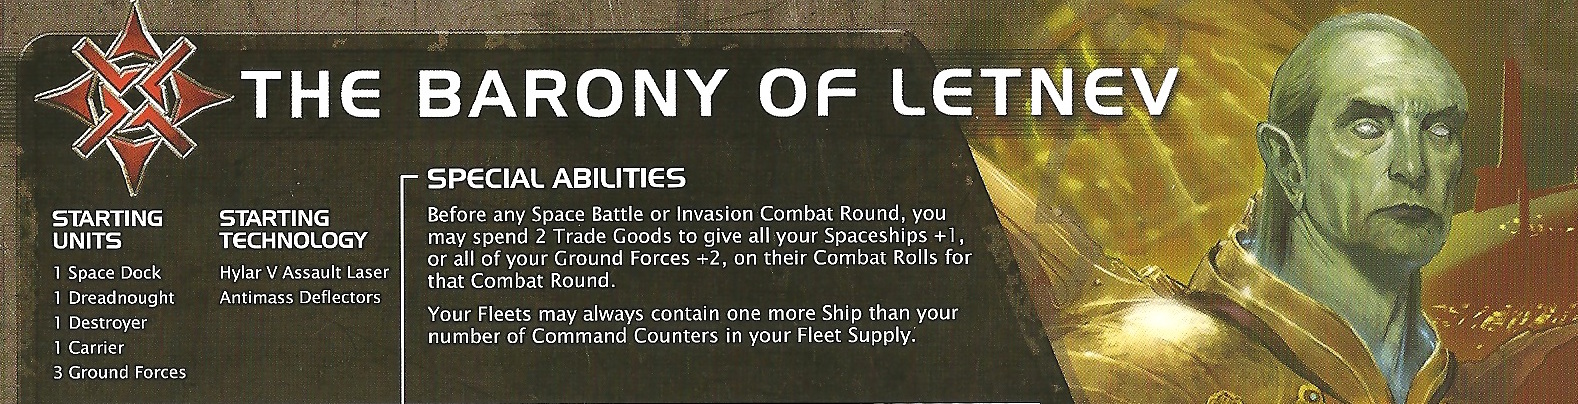 THE BARONY OF LETNEV
STARTING
UNITS
1 Space Dock
1 Dreadnought
1 Destroyer
1 Carrier
3 Ground Forces
STARTING
TECHNOLOGY
Hylar V Assault Laser
Antimass Deflectors
SPECIAL ABILITIES
Before any Space Battle or Invasion Combat Round, you
may spend 2 Trade Goods to give all your Spaceships +1,
or all of your Ground Forces +2, on their Combat Rolls for
that Combat Round.
Your Fleets may always contain one more Ship than your
number of Command Counters in your Fleet Supply.